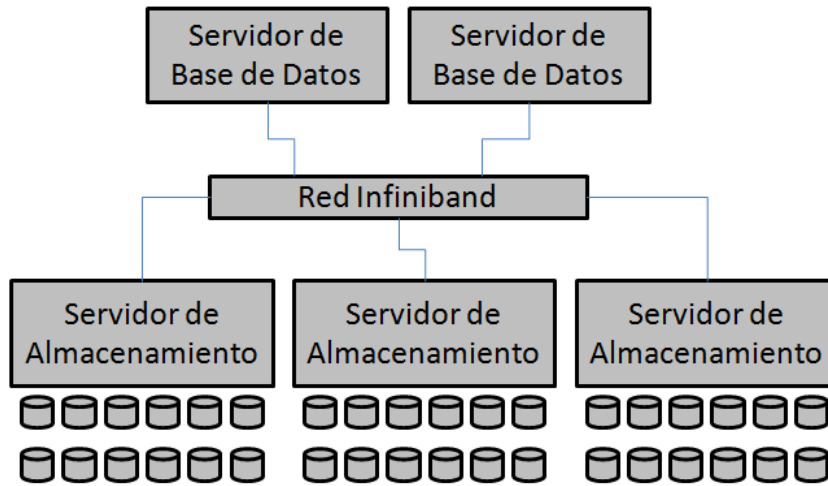 Servidor de
Base de Datos
Servidor de
Base de Datos
Red Infiniband
Servidor de
Almacenamiento
Servidor de
Almacenamiento
Servidor de
Almacenamiento